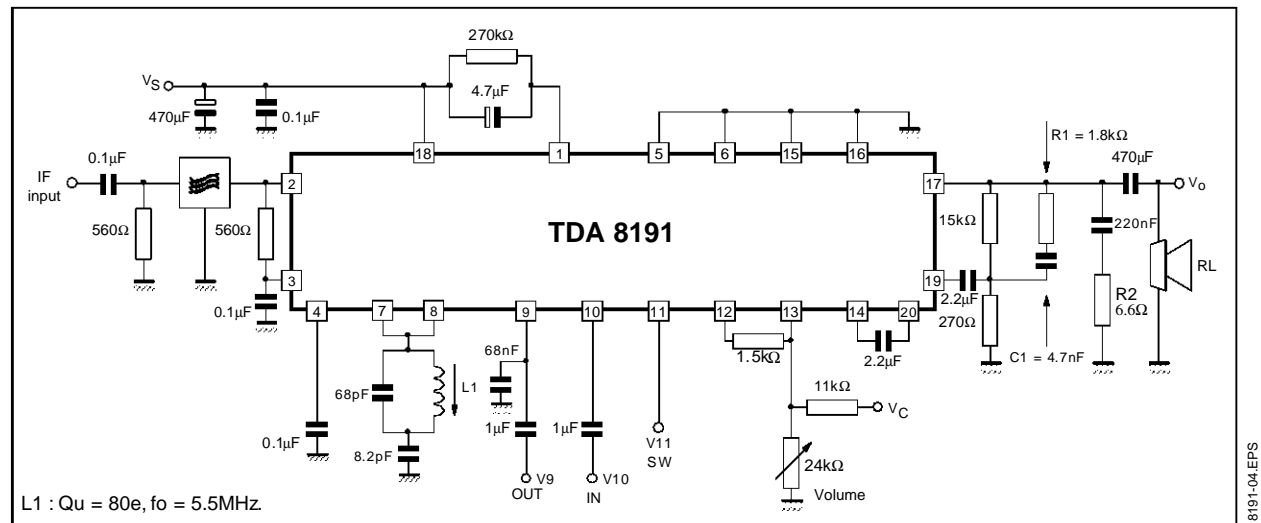 270kΩ
VS
4.7µF
470µF
0.1µF
18
1
5
6
15
16
R1 = 1.8kΩ
0.1µF
470µF
IF
input
2
17
Vo
560Ω
560Ω
TDA 8191
15kΩ
220nF
RL
3
19
0.1µF
2.2µF
R2
6.6Ω
4
7
8
9
10
11
12
13
14
20
270Ω
68nF
1.5kΩ
2.2µF
C1 = 4.7nF
68pF
L1
11kΩ
VC
0.1µF
1µF
1µF
V11
SW
8.2pF
24kΩ
V9
OUT
V10
IN
Volume
L1 : Qu = 80e, fo = 5.5MHz.
8191-04.EPS